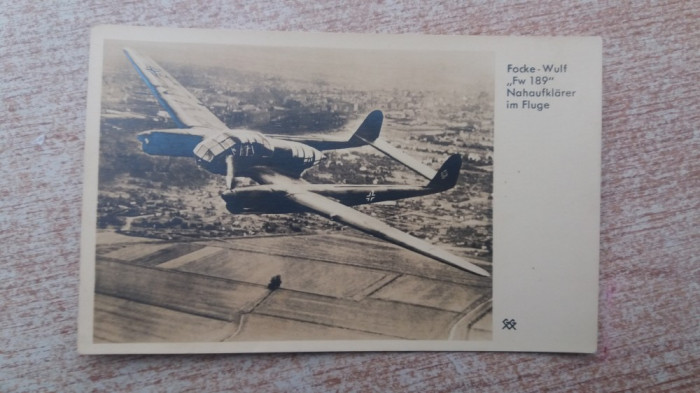 Focke-Wulf
„Fw 189"
Nahaufklärer
im Fluge